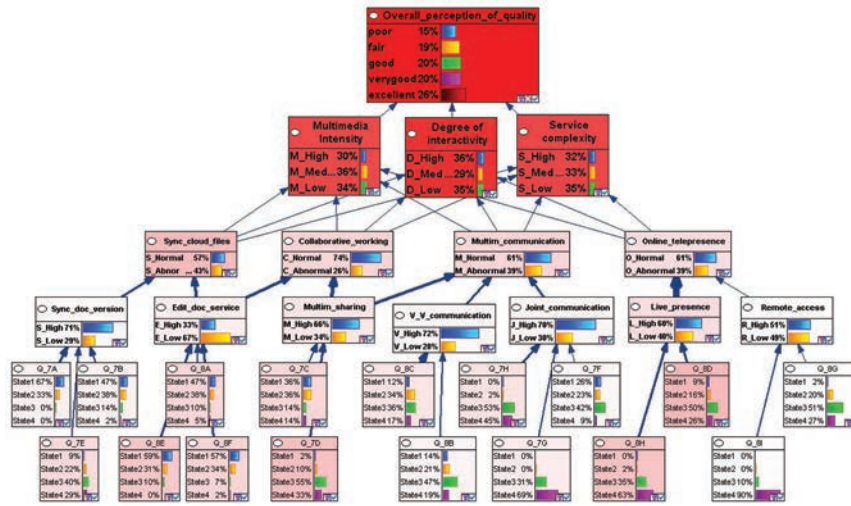 Overall_perception_of_quality
poor 15%
fair 19%
good 20%
verygood 20%
excellent 26%
Multimedia Intensity
M_High 30%
M_Med... 36%
M_Low 34%
Degree of interactivity
D_High 36%
D_Med ... 29%
D_Low 35%
Service complexity
S_High 32%
S_Med ... 33%
S_Low 35%
Sync_cloud_files
S_Normal 57%
S_Abnor ... 43%
Collaborative_working
C_Normal 74%
C_Abnormal 26%
Multim_communication
M_Normal 61%
M_Abnormal 39%
Online_telepresence
O_Normal 61%
O_Abnormal 39%
Sync_doc_version
S_High 71%
S_Low 29%
Edit_doc_service
E_High 33%
E_Low 67%
Multim_sharing
M_High 66%
M_Low 34%
V_V_communication
V_High 72%
V_Low 28%
Joint_communication
J_High 70%
J_Low 30%
Live_presence
L_High 60%
L_Low 40%
Remote_access
R_High 51%
R_Low 49%
Q_7A
State1 67%
State2 33%
State3 0%
State4 0%
Q_7B
State1 47%
State2 38%
State3 14%
State4 2%
Q_8A
State1 47%
State2 38%
State3 10%
State4 5%
Q_7C
State1 36%
State2 36%
State3 14%
State4 14%
Q_8C
State1 12%
State2 34%
State3 36%
State4 17%
Q_7H
State1 0%
State2 2%
State3 53%
State4 45%
Q_7F
State1 26%
State2 23%
State3 42%
State4 9%
Q_8D
State1 9%
State2 16%
State3 50%
State4 26%
Q_8G
State1 2%
State2 20%
State3 51%
State4 27%
Q_7E
State1 9%
State2 22%
State3 40%
State4 29%
Q_8E
State1 59%
State2 31%
State3 10%
State4 0%
Q_8F
State1 57%
State2 34%
State3 7%
State4 2%
Q_7D
State1 2%
State2 10%
State3 55%
State4 33%
Q_8B
State1 14%
State2 21%
State3 47%
State4 19%
Q_7G
State1 0%
State2 0%
State3 31%
State4 69%
Q_8H
State1 0%
State2 2%
State3 35%
State4 63%
Q_8I
State1 0%
State2 0%
State3 10%
State4 90%